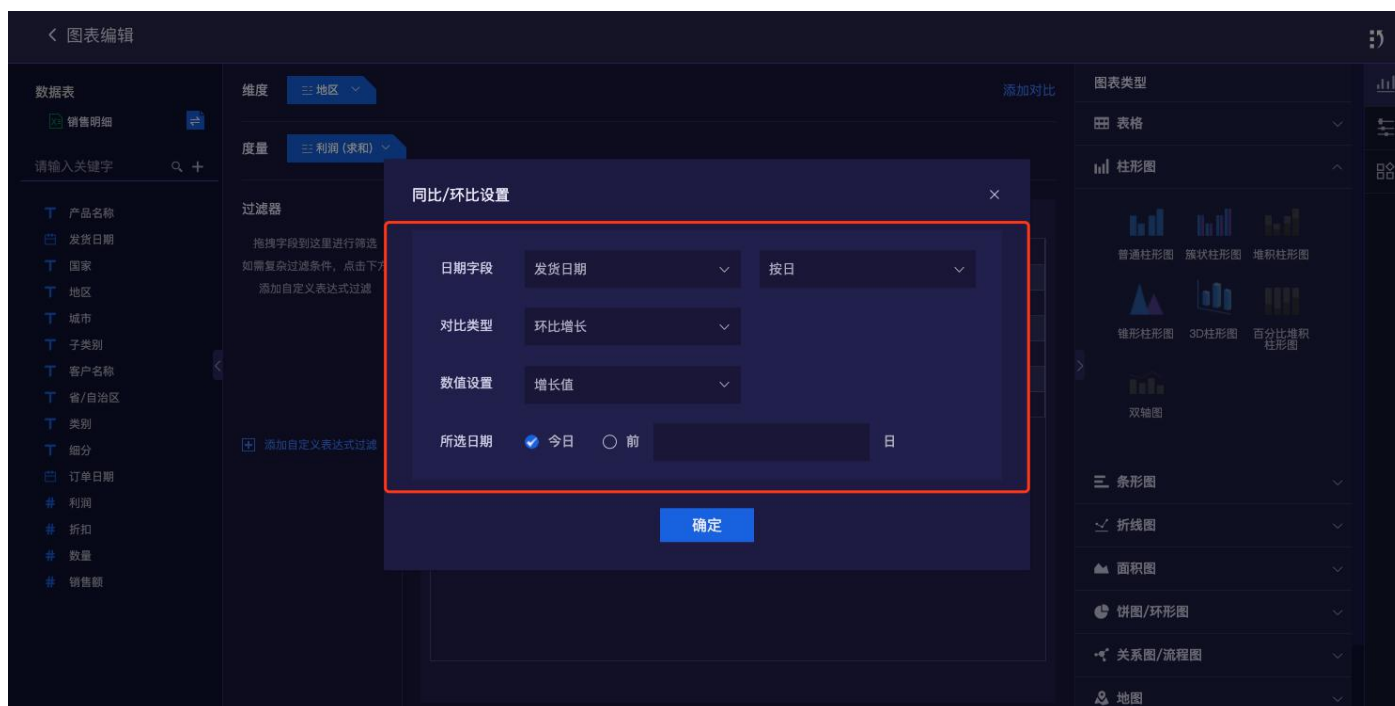 图表编辑
数据表
销售明细
请输入关键字
产品名称
发货日期
国家
地区
城市
子类别
客户名称
省/自治区
类别
细分
订单日期
利润
折扣
数量
销售额
维度
地区
添加对比
度量
利润 (求和)
过滤器
拖拽字段到这里进行筛选
如需复杂过滤条件，点击下方
添加自定义表达式过滤
添加自定义表达式过滤
同比/环比设置
日期字段 发货日期 按日
对比类型 环比增长
数值设置 增长值
所选日期 今日 前 日
确定
图表类型
表格
柱形图
普通柱形图 簇状柱形图 堆积柱形图
锥形柱形图 3D柱形图 百分比堆积
柱形图
双轴图
条形图
折线图
面积图
饼图/环形图
关系图/流程图
地图